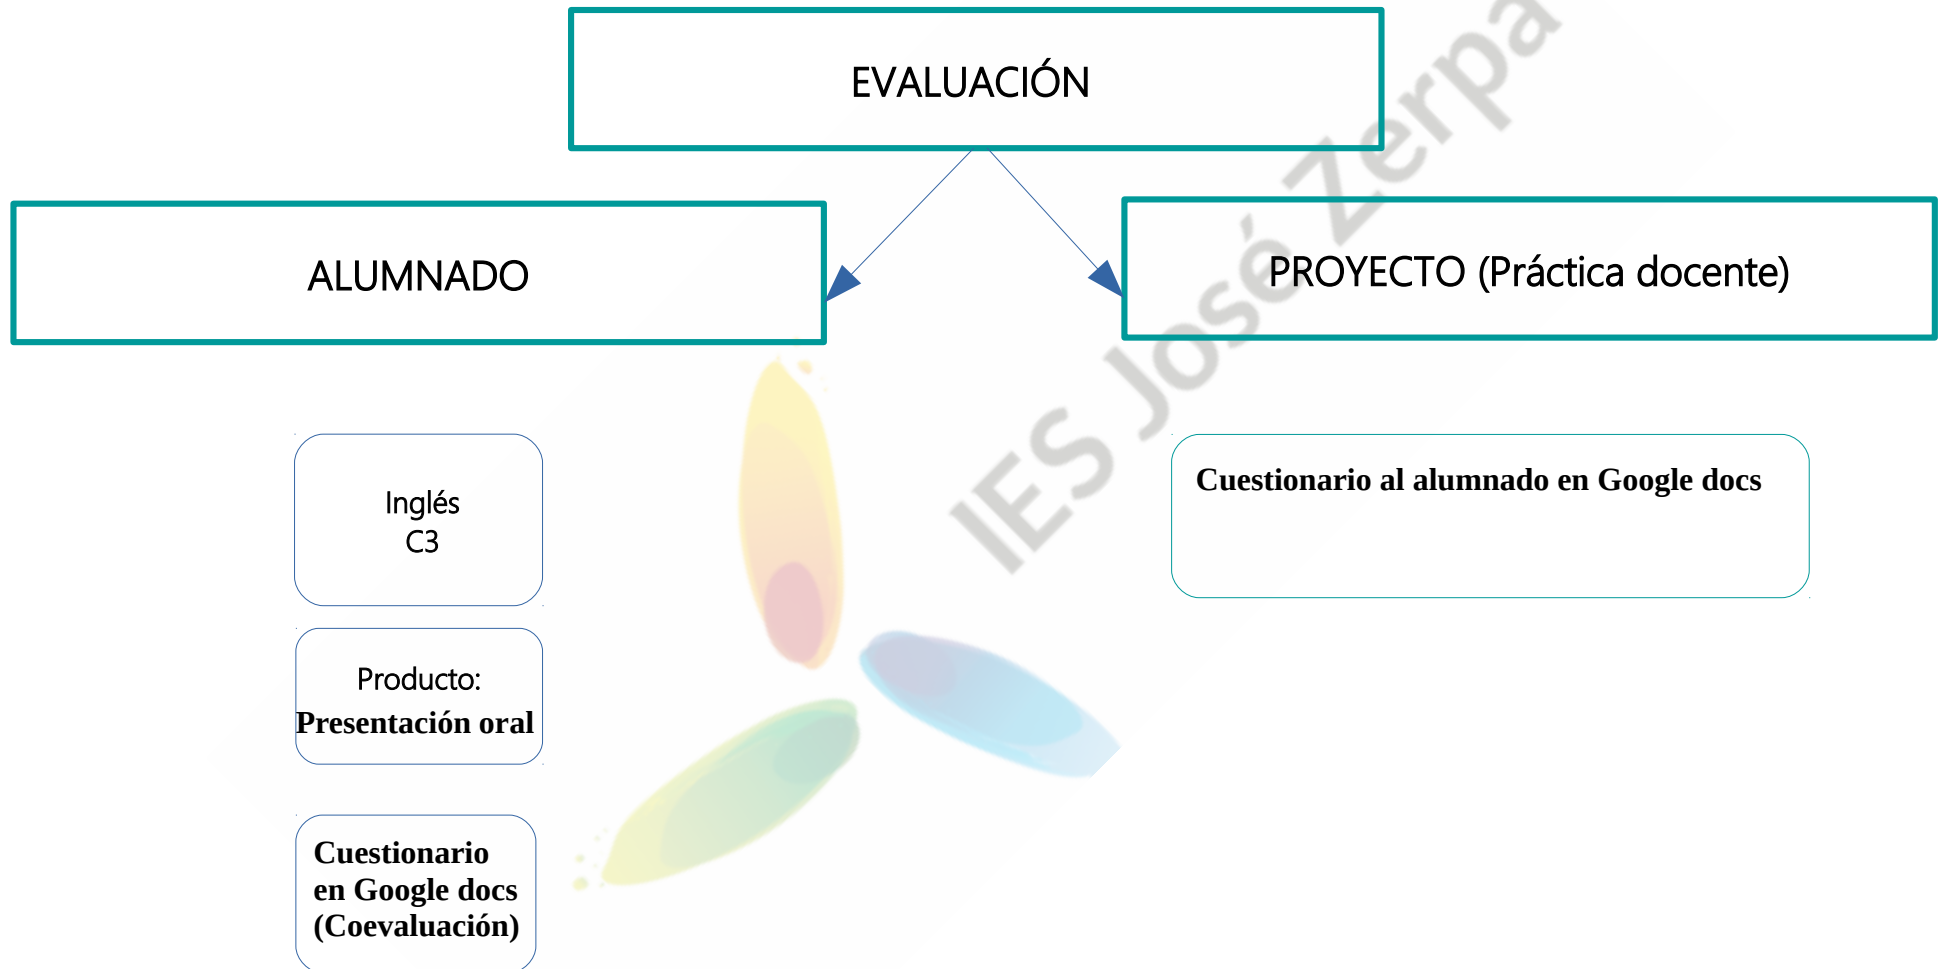 EVALUACIÓN
ALUMNADO
PROYECTO (Práctica docente)
Inglés
C3
Producto:
Presentación oral
Cuestionario
en Google docs
(Coevaluación)
Cuestionario al alumnado en Google docs
IES José Zerpa